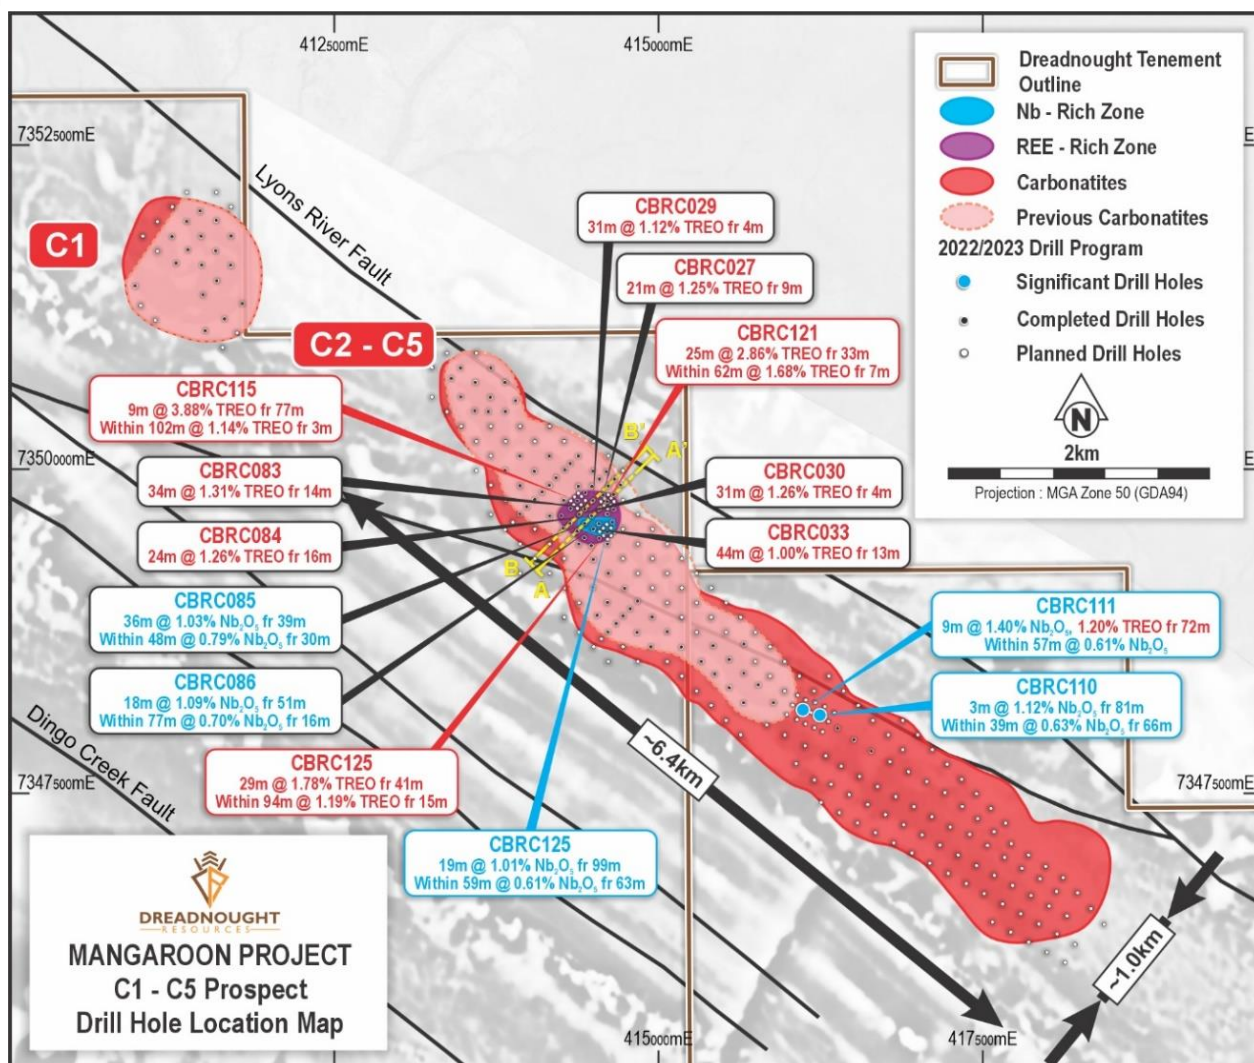 412500mE
415000mE
7352500mE
E
Lyons River Fault
C1
C2 - C5
Dreadnought Tenement
Outline
Nb - Rich Zone
REE - Rich Zone
Carbonatites
Previous Carbonatites
2022/2023 Drill Program
Significant Drill Holes
Completed Drill Holes
Planned Drill Holes
N
2km
Projection : MGA Zone 50 (GDA94)
CBRC029
31m @ 1.12% TREO fr 4m
CBRC027
21m @ 1.25% TREO fr 9m
CBRC121
25m @ 2.86% TREO fr 33m
Within 62m @ 1.68% TREO fr 7m
CBRC115
9m @ 3.88% TREO fr 77m
Within 102m @ 1.14% TREO fr 3m
B'
A'
7350000mE
E
CBRC083
34m @ 1.31% TREO fr 14m
CBRC030
31m @ 1.26% TREO fr 4m
CBRC084
24m @ 1.26% TREO fr 16m
CBRC033
44m @ 1.00% TREO fr 13m
B
A
CBRC085
36m @ 1.03% Nb₂O₅ fr 39m
Within 48m @ 0.79% Nb₂O₅ fr 30m
CBRC111
9m @ 1.40% Nb₂O₅, 1.20% TREO fr 72m
Within 57m @ 0.61% Nb₂O₅
CBRC086
18m @ 1.09% Nb₂O₅ fr 51m
Within 77m @ 0.70% Nb₂O₅ fr 16m
CBRC110
3m @ 1.12% Nb₂O₅ fr 81m
Within 39m @ 0.63% Nb₂O₅ fr 66m
Dingo Creek Fault
~6.4km
CBRC125
29m @ 1.78% TREO fr 41m
Within 94m @ 1.19% TREO fr 15m
7347500mE
7347500mE
CBRC125
19m @ 1.01% Nb₂O₅ fr 99m
Within 59m @ 0.61% Nb₂O₅ fr 63m
DREADNOUGHT
RESOURCES
MANGAROON PROJECT
C1 - C5 Prospect
Drill Hole Location Map
~1.0km
415000mE
417500mE